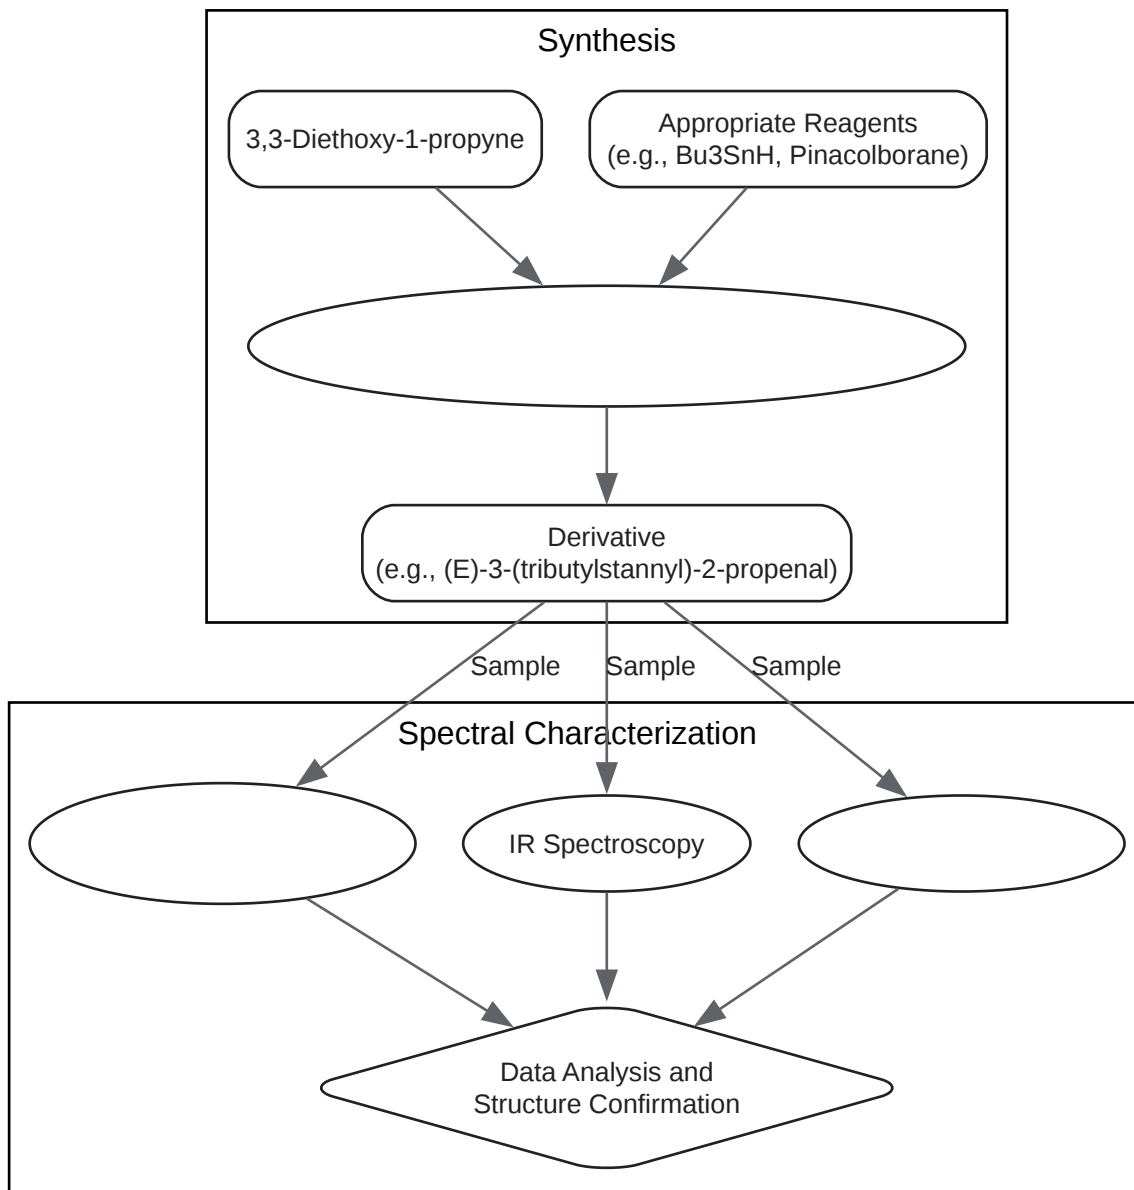 Synthesis
3,3-Diethoxy-1-propyne
Appropriate Reagents
(e.g., Bu3SnH, Pinacolborane)
Derivative
(e.g., (E)-3-(tributylstannyl)-2-propenal)
Sample
Sample
Sample
Spectral Characterization
IR Spectroscopy
Data Analysis and
Structure Confirmation